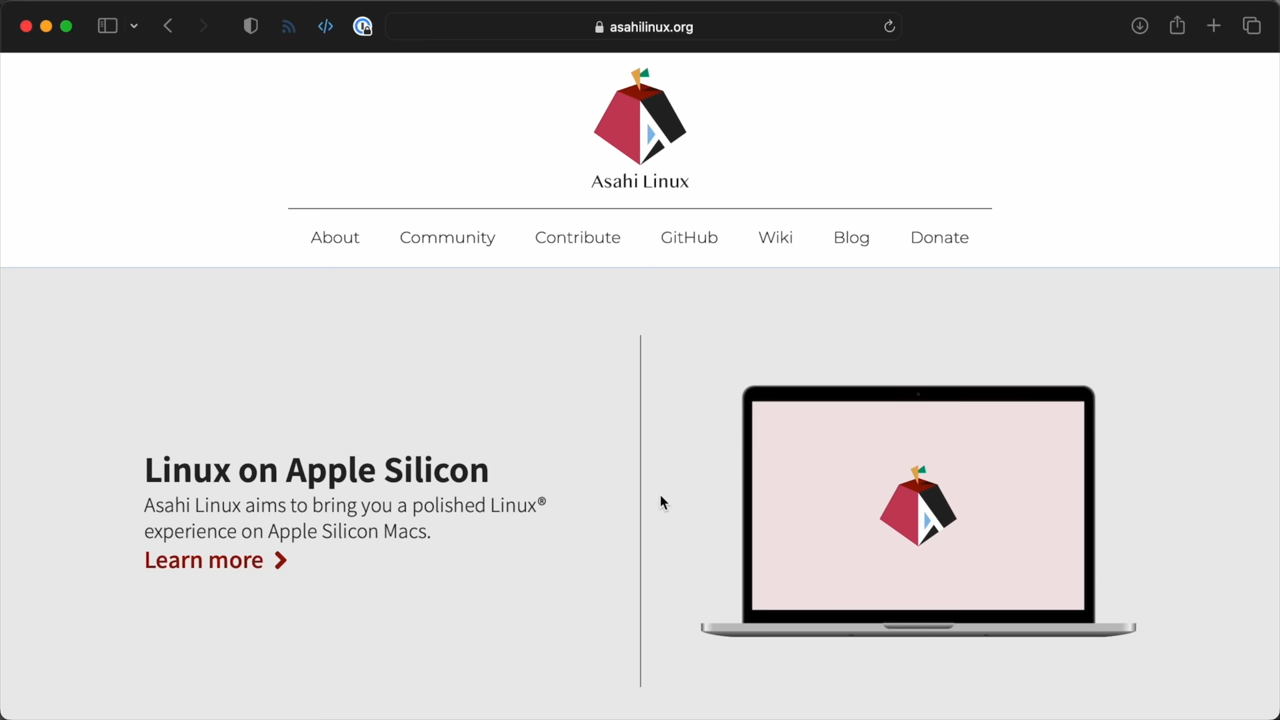 asahilinux.org
Asahi Linux
About Community Contribute GitHub Wiki Blog Donate
Linux on Apple Silicon
Asahi Linux aims to bring you a polished Linux®
experience on Apple Silicon Macs.
Learn more